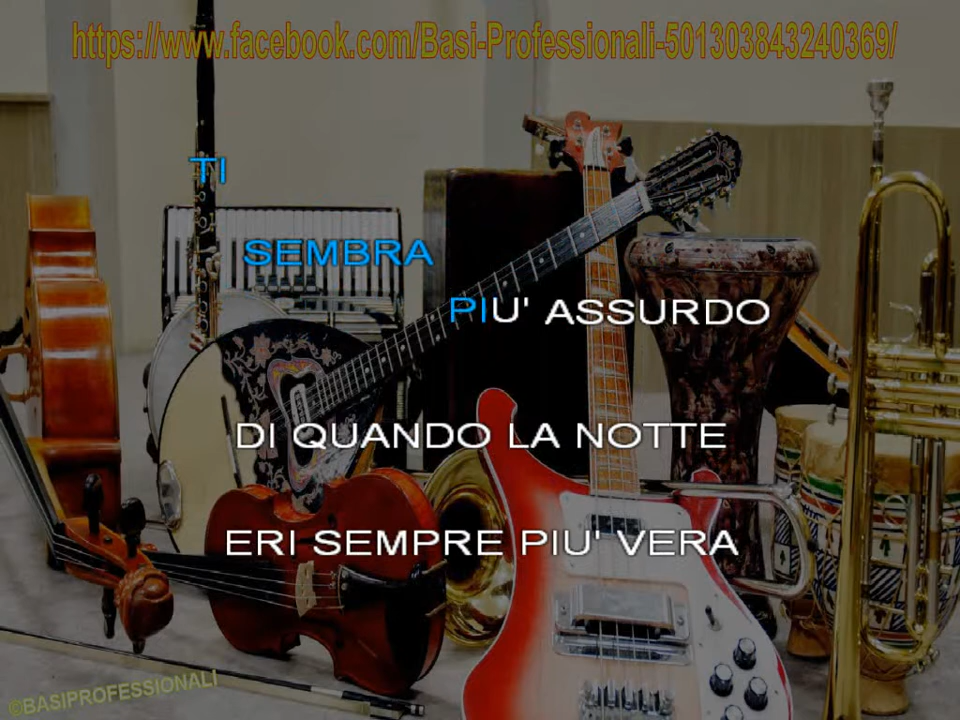 https://www.facebook.com/Basi-Professionali-501303843240369/
TI
SEMBRA
PIU' ASSURDO
DI QUANDO LA NOTTE
ERI SEMPRE PIU' VERA
©BASIPROFESSIONALI